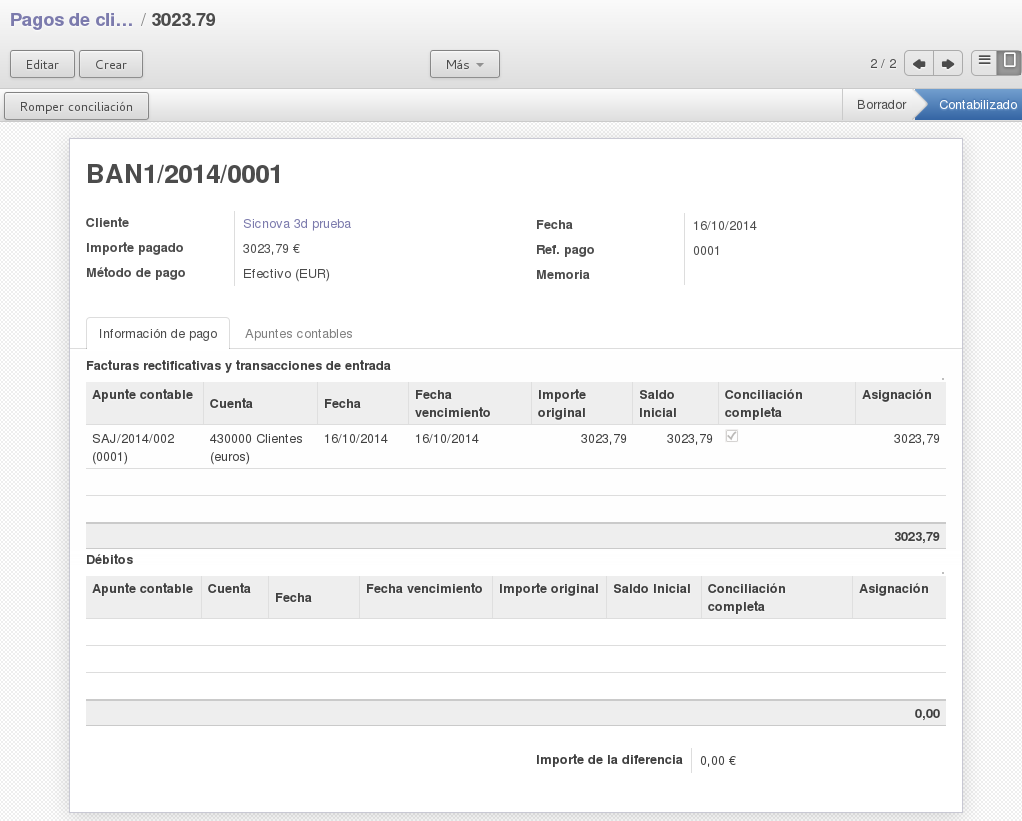 Pagos de cli... / 3023.79
Editar Crear Más 2 / 2
Romper conciliación Borrador Contabilizado
BAN1/2014/0001
Cliente Sicnova 3d prueba Fecha 16/10/2014
Importe pagado 3023,79 € Ref. pago 0001
Método de pago Efectivo (EUR) Memoria
Información de pago Apuntes contables
Facturas rectificativas y transacciones de entrada
Apunte contable Cuenta Fecha Fecha vencimiento Importe original Saldo Inicial Conciliación completa Asignación
SAJ/2014/002 430000 Clientes 16/10/2014 16/10/2014 3023,79 3023,79 3023,79
(0001) (euros)
3023,79
Débitos
Apunte contable Cuenta Fecha Fecha vencimiento Importe original Saldo Inicial Conciliación completa Asignación
0,00
Importe de la diferencia 0,00 €